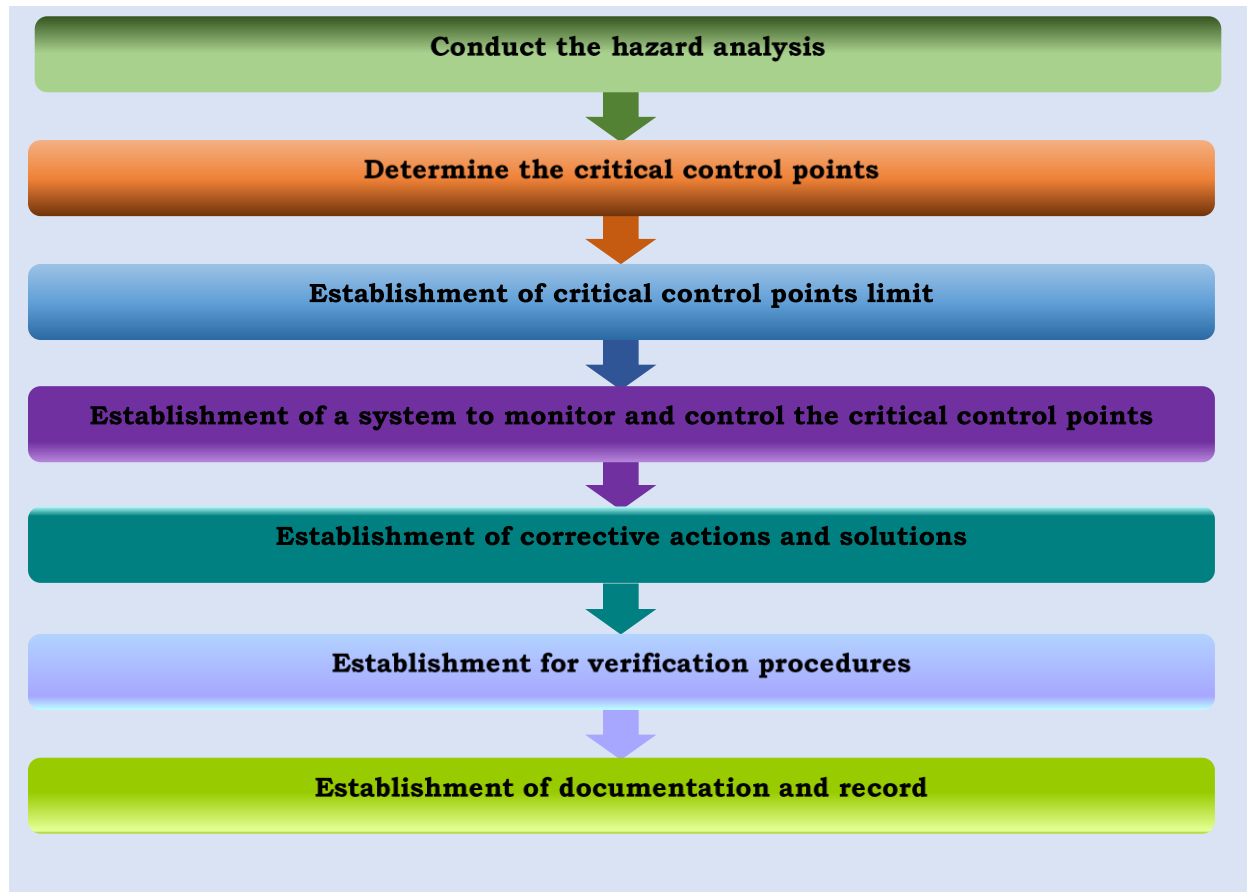 Conduct the hazard analysis
Determine the critical control points
Establishment of critical control points limit
Establishment of a system to monitor and control the critical control points
Establishment of corrective actions and solutions
Establishment for verification procedures
Establishment of documentation and record